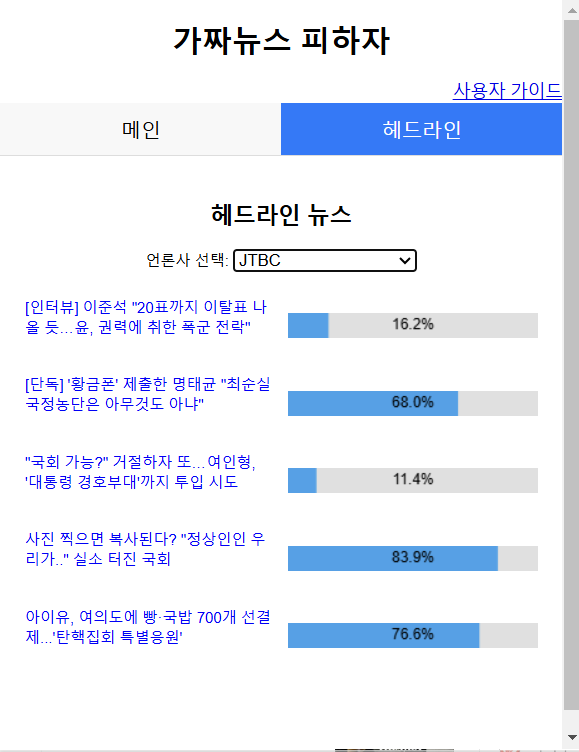 가짜뉴스 피하자
사용자 가이드
메인
헤드라인
헤드라인 뉴스
언론사 선택: JTBC
[인터뷰] 이준석 "20표까지 이탈표 나
올 듯…윤, 권력에 취한 폭군 전락"
16.2%
[단독] '황금폰' 제출한 명태균 "최순실
국정농단은 아무것도 아냐"
68.0%
"국회 가능?" 거절하자 또…여인형,
'대통령 경호부대'까지 투입 시도
11.4%
사진 찍으면 복사된다? "정상인인 우
리가.." 실소 터진 국회
83.9%
아이유, 여의도에 빵·국밥 700개 선결
제...'탄핵집회 특별응원'
76.6%